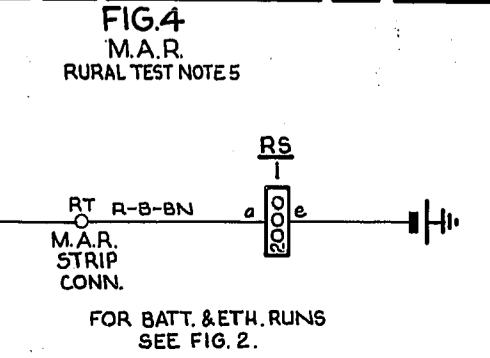 FIG.4
M.A.R.
RURAL TEST NOTE 5
RS
1
RT R-B-BN a 200 e
M.A.R.
STRIP
CONN.
FOR BATT. & ETH. RUNS
SEE FIG. 2.